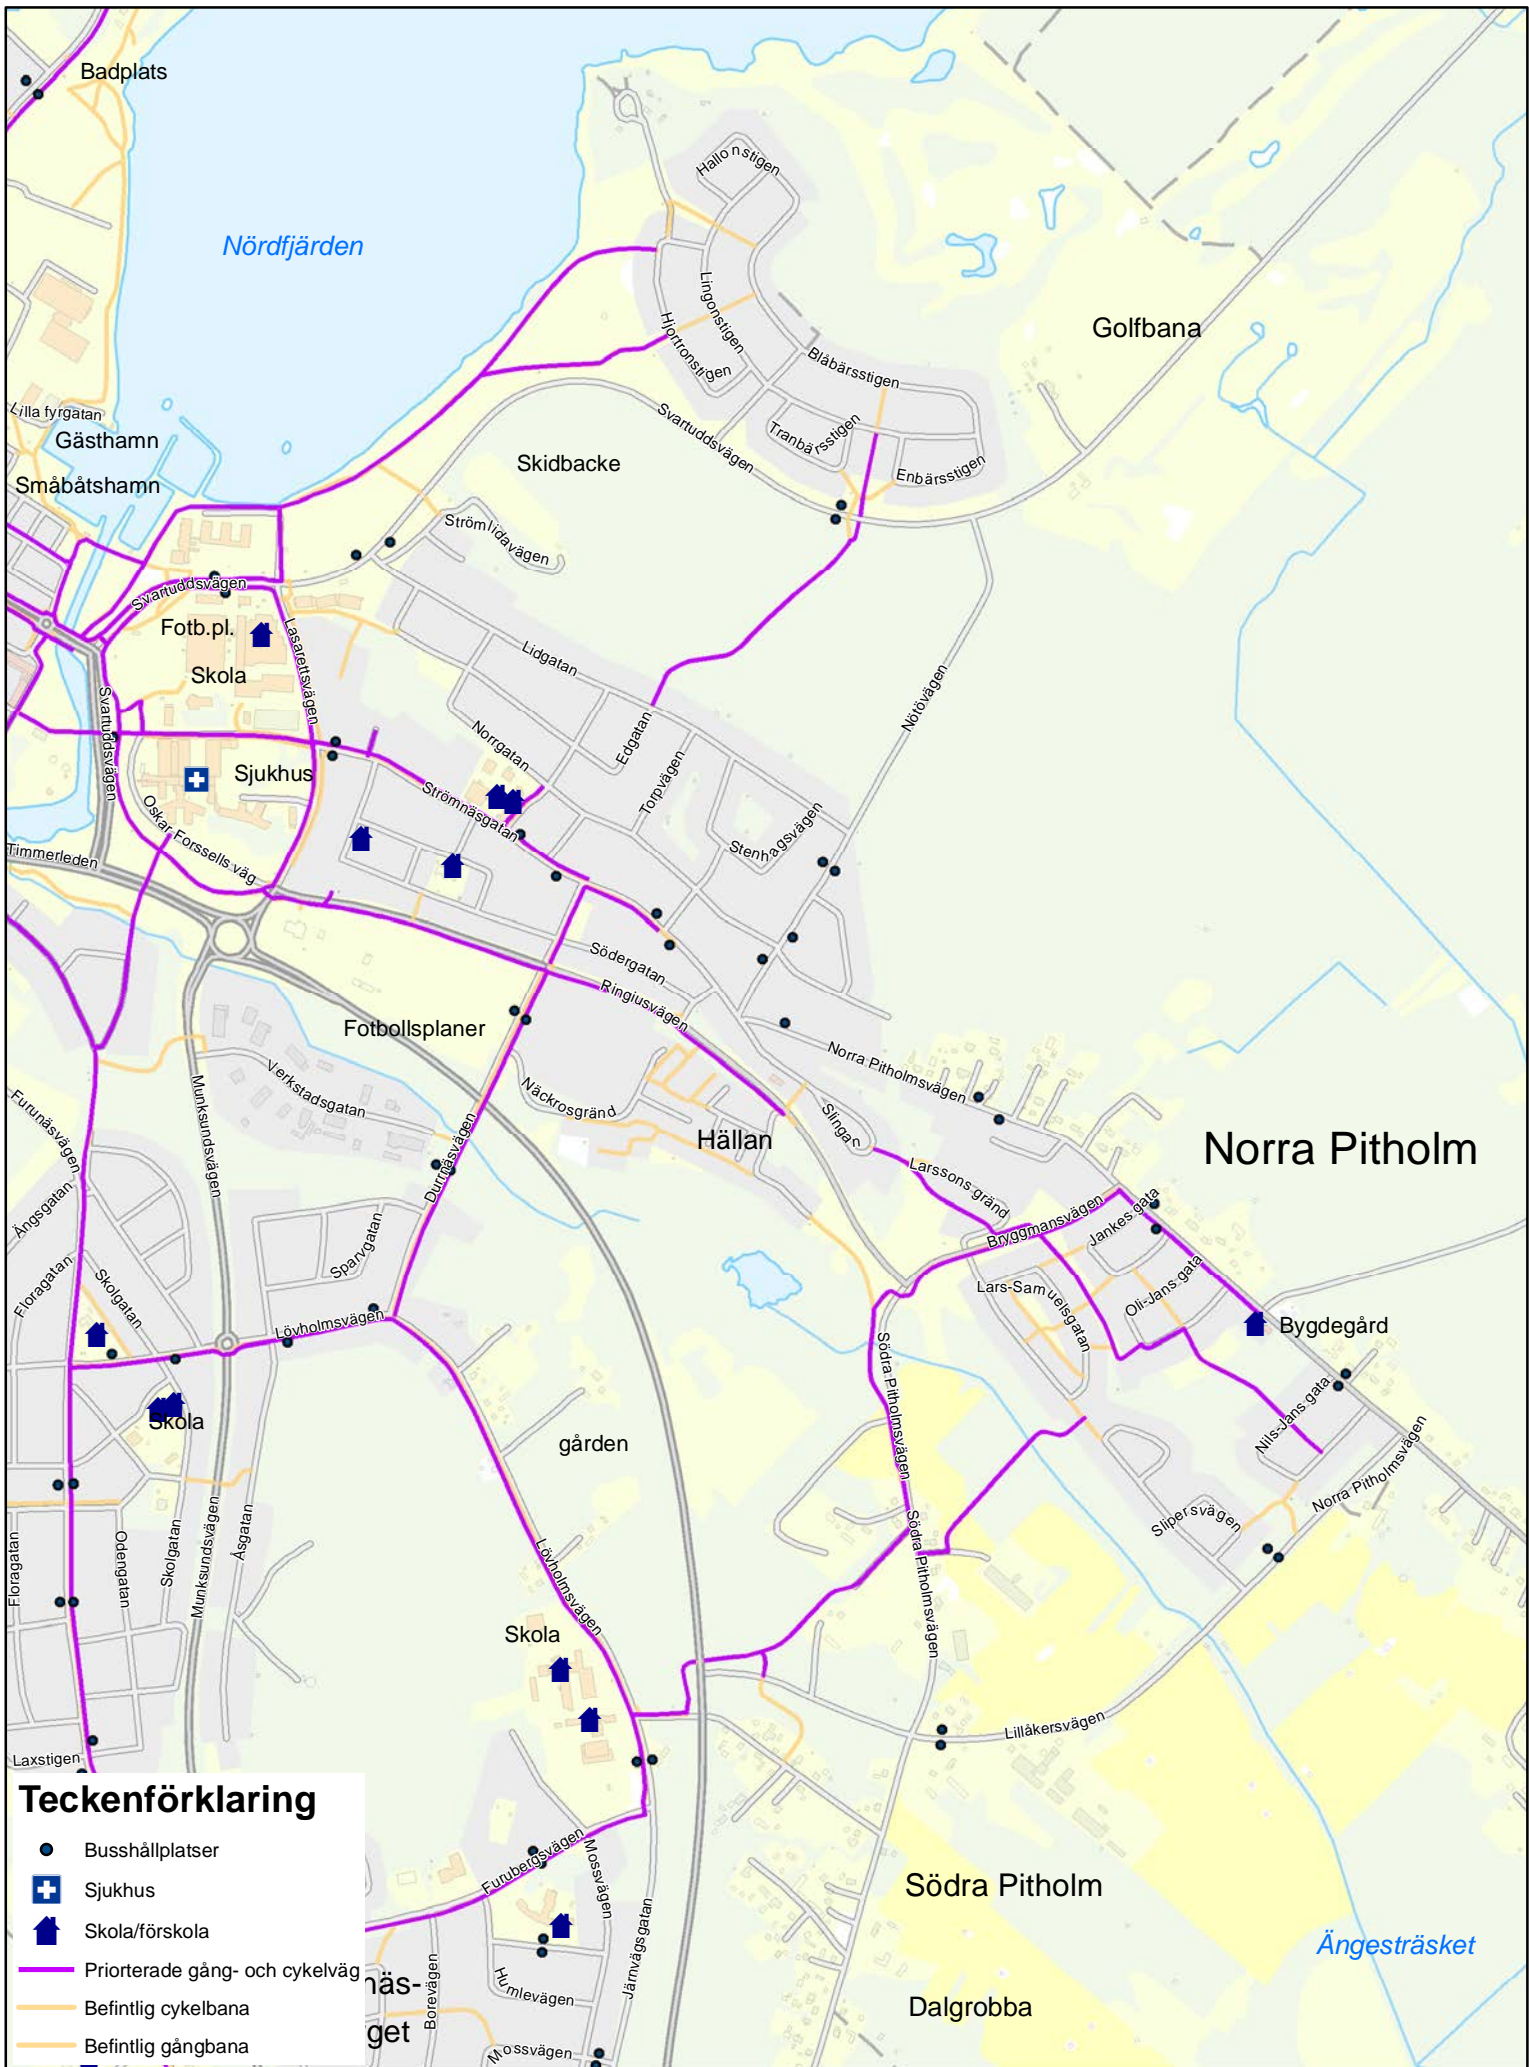 Badplats
Hallonstigen
Nördfjärden
Lingonstigen
Hjortronstigen
Golfbana
Blåbärsstigen
Lilla fyrgatan
Gästhamn
Svartuddsvägen
Tranbärsstigen
Skidbacke
Enbärsstigen
Småbåtshamn
Strömlidavägen
Svartuddsvägen
Fotb.pl.
Lasarettsvägen
Lidgatan
Skola
Svartuddsvägen
Nötövägen
Edgatan
Norrgatan
Torpvägen
Sjukhus
Strömnäsgatan
Oskar Forssells väg
Stenhagsvägen
Timmerleden
Södergatan
Ringiusvägen
Fotbollsplaner
Norra Pitholmsvägen
Verkstadsgatan
Näckrosgränd
Munksundsvägen
Furunäsvägen
Slingan
Hällan
Norra Pitholm
Durrnäsvägen
Larssons gränd
Ängsgatan
Bryggmansvägen
Jankes gata
Sparvgatan
Floragatan
Skolgatan
Lars-Samuelsgatan
Oli-Jans gata
Lövholmsvägen
Bygdegård
Södra Pitholmsvägen
Skola
gården
Nils-Jans gata
Norra Pitholmsvägen
Slipersvägen
Floragatan
Odengatan
Skolgatan
Munksundsvägen
Åsgatan
Lövholmsvägen
Södra Pitholmsvägen
Skola
Lillåkersvägen
Laxstigen
Teckenförklaring
Busshållplatser
Sjukhus
Skola/förskola
Priorterade gång- och cykelväg
Befintlig cykelbana
Befintlig gångbana
Furubergsvägen
Mossvägen
Södra Pitholm
Järnvägsgatan
Ängesträsket
näs-
get
Borevägen
Humlevägen
Dalgrobba
Mossvägen